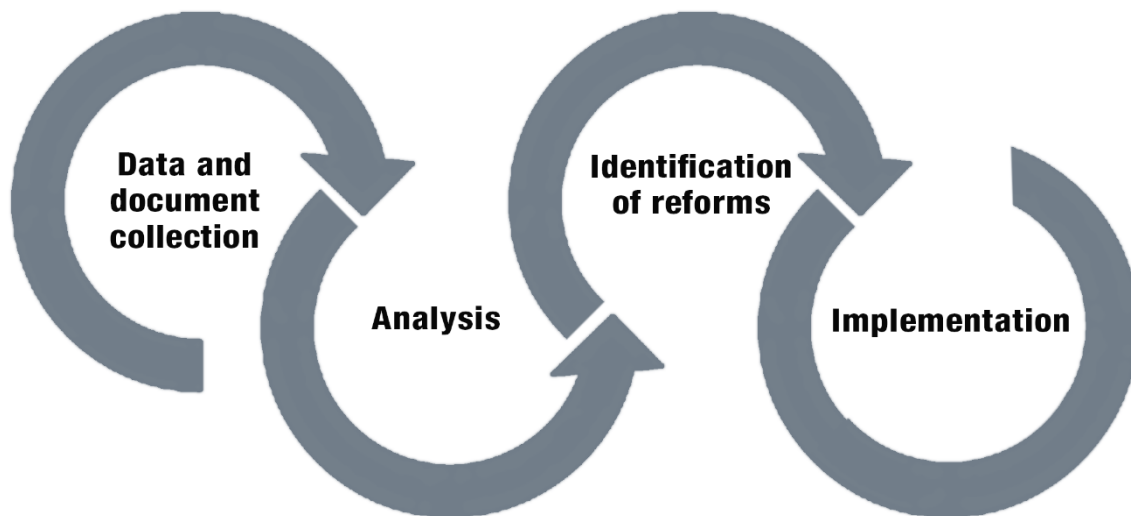 Data and
document
collection
Analysis
Identification
of reforms
Implementation